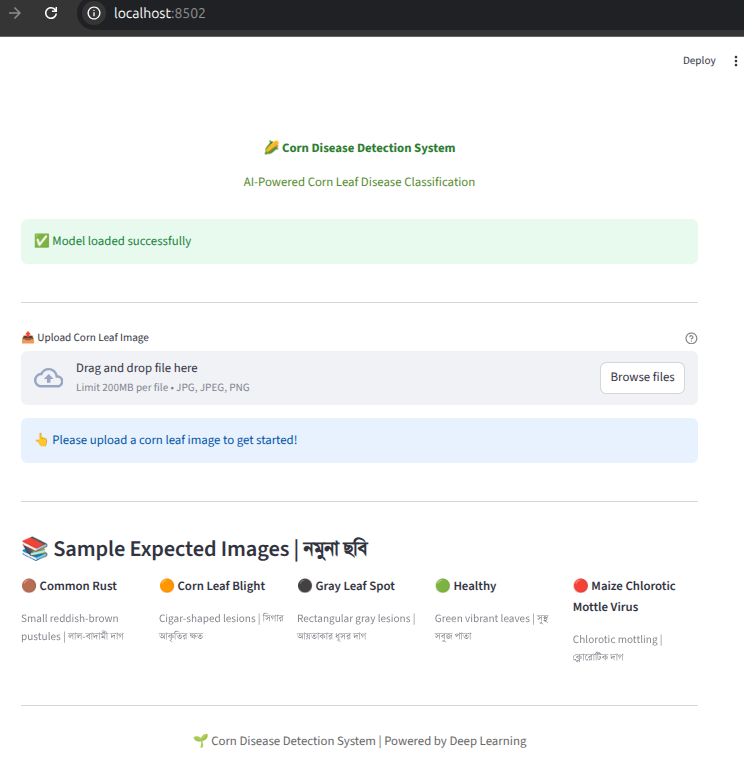 localhost:8502
Deploy
🌽 Corn Disease Detection System
AI-Powered Corn Leaf Disease Classification
✅ Model loaded successfully
📤 Upload Corn Leaf Image
Drag and drop file here
Limit 200MB per file • JPG, JPEG, PNG
Browse files
👆 Please upload a corn leaf image to get started!
📚 Sample Expected Images | নমুনা ছবি
🟤 Common Rust
Small reddish-brown
pustules | লাল-বাদামী দাগ
🟠 Corn Leaf Blight
Cigar-shaped lesions | সিগার
আকৃতির ক্ষত
⚫ Gray Leaf Spot
Rectangular gray lesions |
আয়তাকার ধূসর দাগ
🟢 Healthy
Green vibrant leaves | সুস্থ
সবুজ পাতা
🔴 Maize Chlorotic
Mottle Virus
Chlorotic mottling |
ক্লোরোটিক দাগ
🌱 Corn Disease Detection System | Powered by Deep Learning